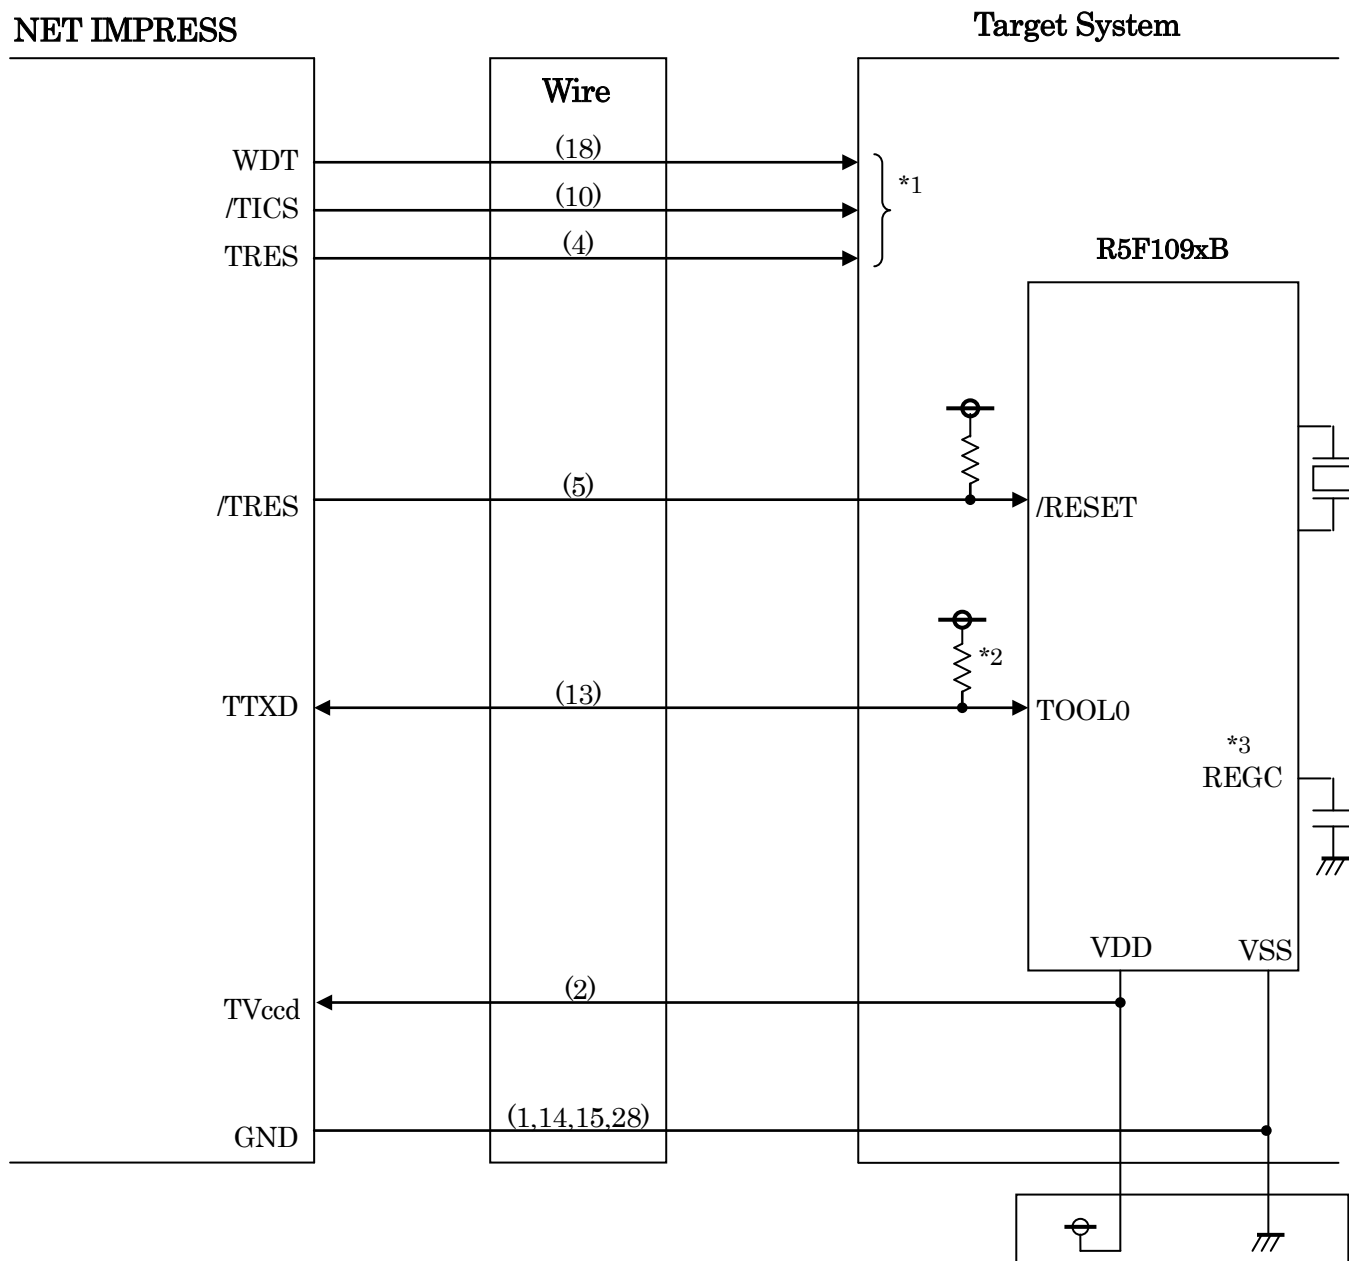 NET IMPRESS
Target System
Wire
WDT
(18)
*1
/TICS
(10)
TRES
(4)
R5F109xB
/TRES
(5)
/RESET
*2
TTXD
(13)
TOOL0
*3
REGC
VDD
VSS
TVccd
(2)
GND
(1,14,15,28)